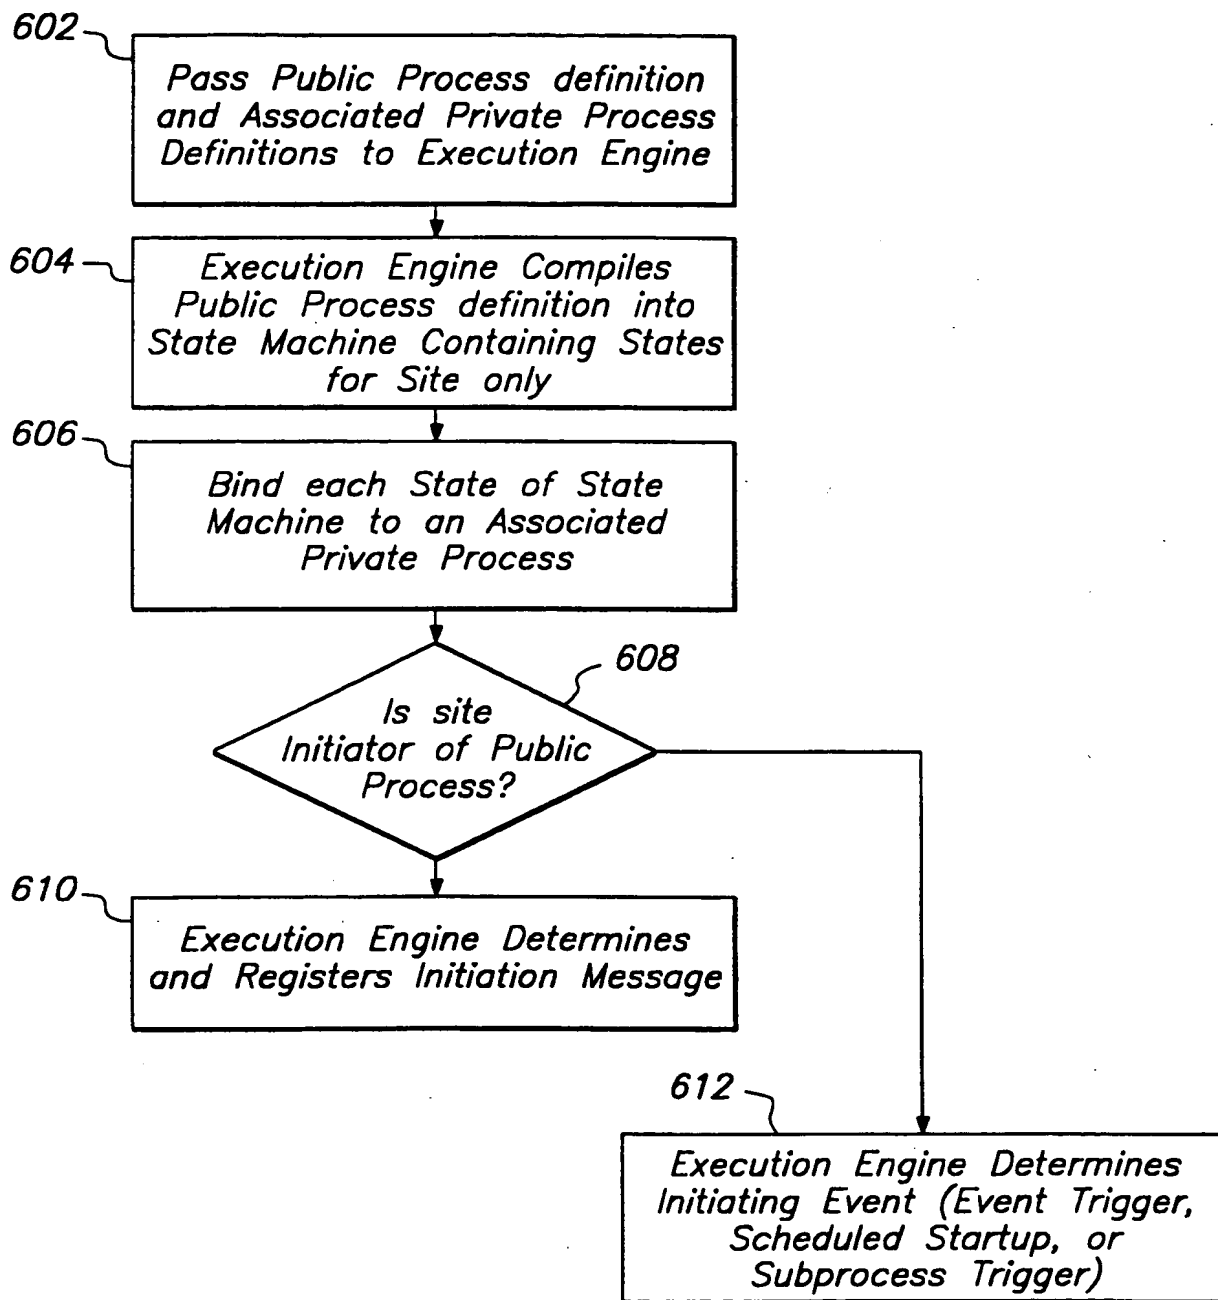 602
Pass Public Process definition
and Associated Private Process
Definitions to Execution Engine
604
Execution Engine Compiles
Public Process definition into
State Machine Containing States
for Site only
606
Bind each State of State
Machine to an Associated
Private Process
608
Is site
Initiator of Public
Process?
610
Execution Engine Determines
and Registers Initiation Message
612
Execution Engine Determines
Initiating Event (Event Trigger,
Scheduled Startup, or
Subprocess Trigger)